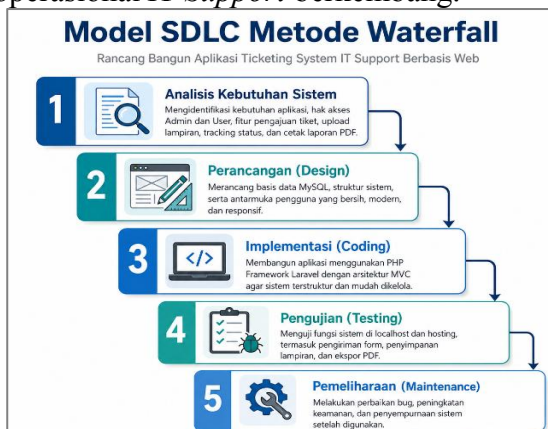 Operasional IT Support berkembang.
Model SDLC Metode Waterfall
Rancang Bangun Aplikasi Ticketing System IT Support Berbasis Web
1
Analisis Kebutuhan Sistem
Mengidentifikasi kebutuhan aplikasi, hak akses
Admin dan User, fitur pengajuan tiket, upload
lampiran, tracking status, dan cetak laporan PDF.
2
Perancangan (Design)
Merancang basis data MySQL, struktur sistem,
serta antarmuka pengguna yang bersih, modern,
dan responsif.
3
</>
Implementasi (Coding)
Membangun aplikasi menggunakan PHP
Framework Laravel dengan arsitektur MVC
agar sistem terstruktur dan mudah dikelola.
4
Pengujian (Testing)
Menguji fungsi sistem di localhost dan hosting,
termasuk pengiriman form, penyimpanan
lampiran, dan ekspor PDF.
5
Pemeliharaan (Maintenance)
Melakukan perbaikan bug, peningkatan
keamanan, dan penyempurnaan sistem
setelah digunakan.